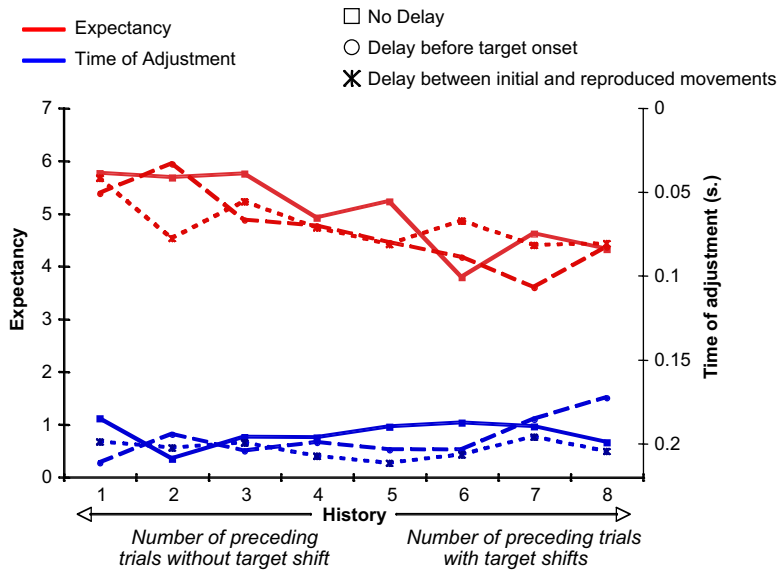 Expectancy
Time of Adjustment
No Delay
Delay before target onset
Delay between initial and reproduced movements
7
6
5
4
3
2
1
0
Expectancy
0
0.05
0.1
0.15
0.2
Time of adjustment (s.)
1 2 3 4 5 6 7 8
History
Number of preceding
trials without target shift
Number of preceding trials
with target shifts